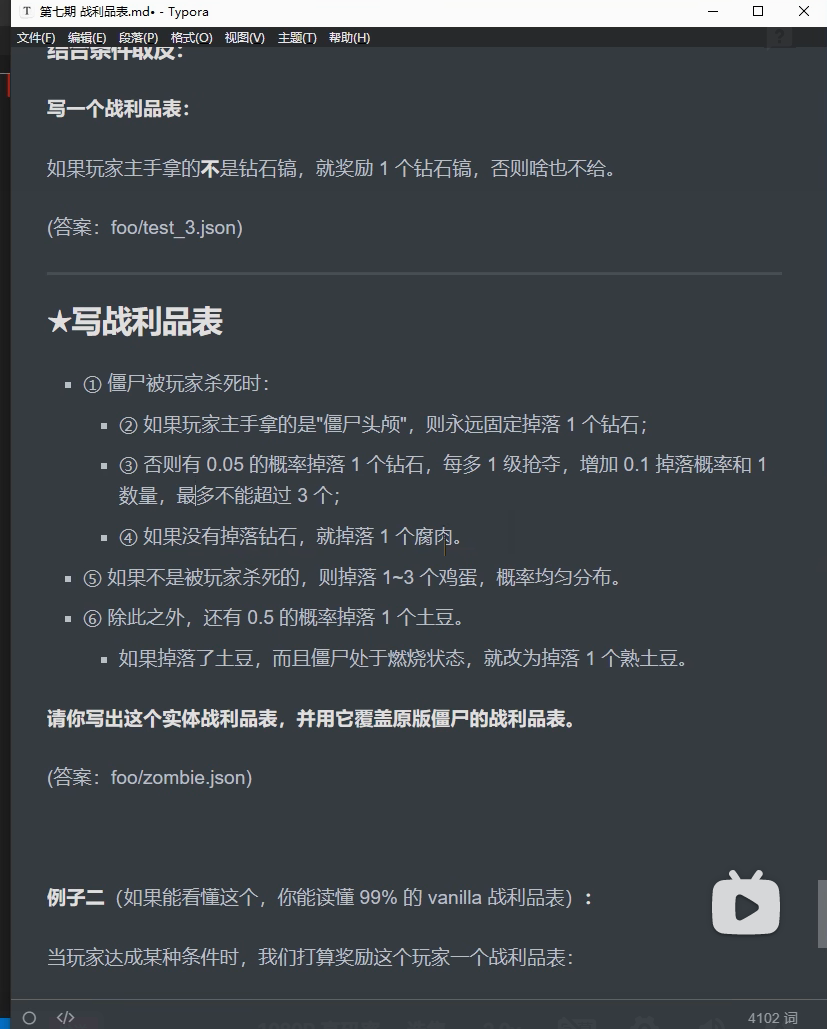 第七期 战利品表.md• - Typora
文件(F) 编辑(E) 段落(P) 格式(O) 视图(V) 主题(T) 帮助(H)
结合条件取反：
写一个战利品表：
如果玩家主手拿的不是钻石镐，就奖励 1 个钻石镐，否则啥也不给。
(答案：foo/test_3.json)
★写战利品表
① 僵尸被玩家杀死时：
② 如果玩家主手拿的是"僵尸头颅"，则永远固定掉落 1 个钻石；
③ 否则有 0.05 的概率掉落 1 个钻石，每多 1 级抢夺，增加 0.1 掉落概率和 1
数量，最多不能超过 3 个；
④ 如果没有掉落钻石，就掉落 1 个腐肉。
⑤ 如果不是被玩家杀死的，则掉落 1~3 个鸡蛋，概率均匀分布。
⑥ 除此之外，还有 0.5 的概率掉落 1 个土豆。
如果掉落了土豆，而且僵尸处于燃烧状态，就改为掉落 1 个熟土豆。
请你写出这个实体战利品表，并用它覆盖原版僵尸的战利品表。
(答案：foo/zombie.json)
例子二（如果能看懂这个，你能读懂 99% 的 vanilla 战利品表）：
当玩家达成某种条件时，我们打算奖励这个玩家一个战利品表：
4102 词